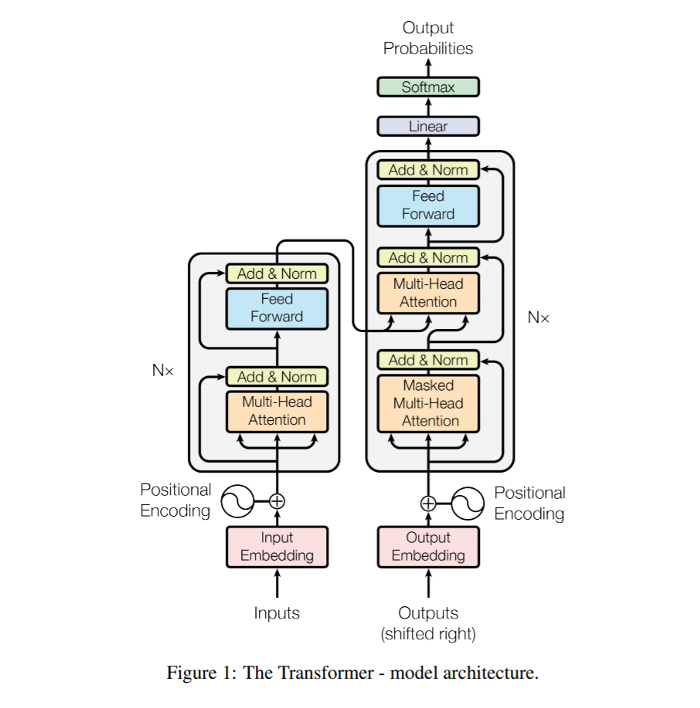 Output
Probabilities
Softmax
Linear
Add & Norm
Feed
Forward
Add & Norm
Multi-Head
Attention
Add & Norm
Masked
Multi-Head
Attention
N×
Add & Norm
Feed
Forward
Add & Norm
Multi-Head
Attention
N×
Positional
Encoding
Positional
Encoding
Input
Embedding
Output
Embedding
Inputs
Outputs
(shifted right)
Figure 1: The Transformer - model architecture.